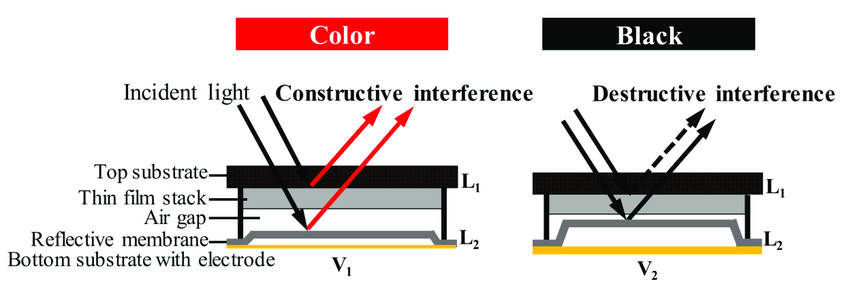 Color
Black
Incident light
Constructive interference
Destructive interference
Top substrate
Thin film stack
Air gap
Reflective membrane
Bottom substrate with electrode
L1
L2
V1
L1
L2
V2